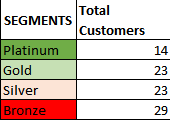 SEGMENTS Total Customers
Platinum 14
Gold 23
Silver 23
Bronze 29